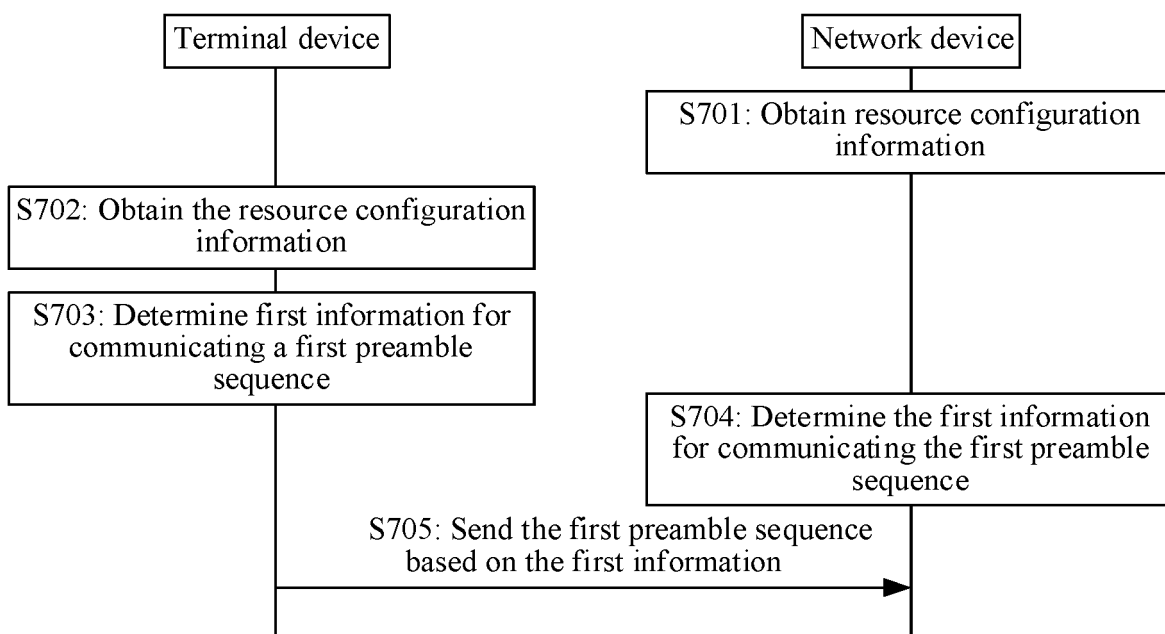 Terminal device
Network device
S701: Obtain resource configuration
information
S702: Obtain the resource configuration
information
S703: Determine first information for
communicating a first preamble
sequence
S704: Determine the first information
for communicating the first preamble
sequence
S705: Send the first preamble sequence
based on the first information